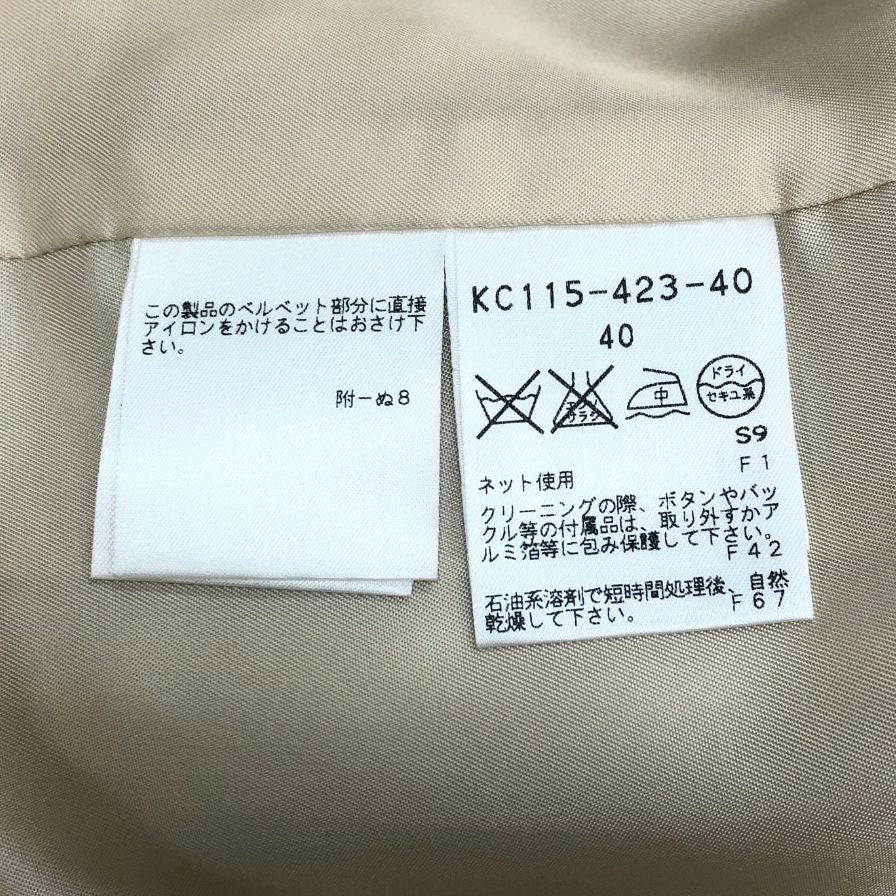 この製品のベルベット部分に直接
アイロンをかけることはおさけ下
さい。
附ーぬ8
KC115-423-40
40
エンソ
サラシ
中
ドライ
セキユ系
S9
F1
ネット使用
クリーニングの際、ボタンやバッ
クル等の付属品は、取り外すかア
ルミ箔等に包み保護して下さい。
F42
石油系溶剤で短時間処理後、自然
乾燥して下さい。
F67